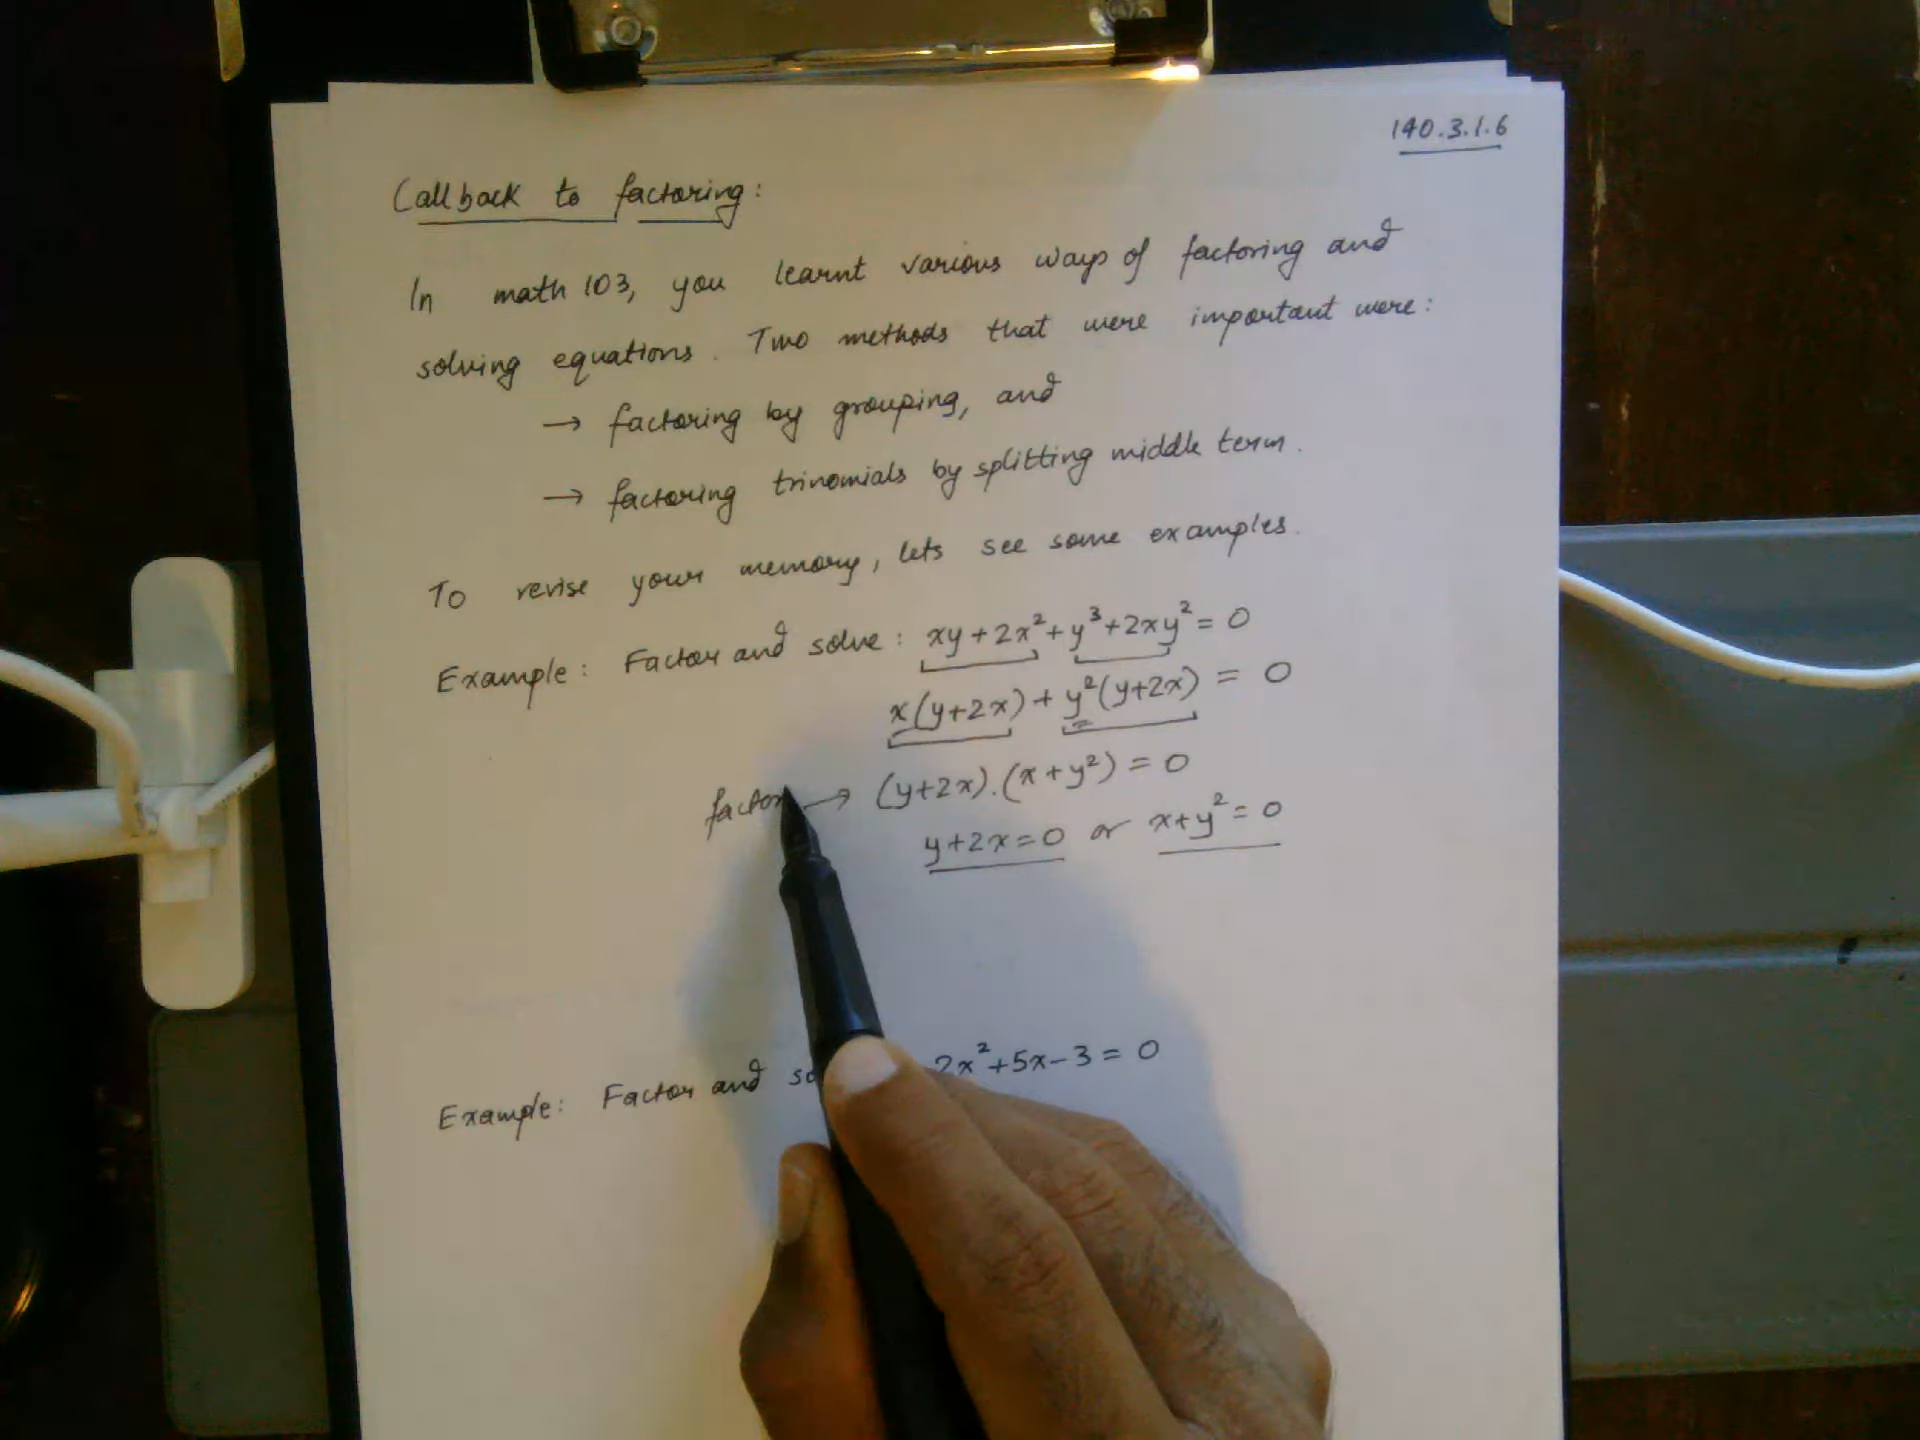 140.3.1.6
Callback to factoring:
In math 103, you learnt various ways of factoring and
solving equations. Two methods that were important were:
→ factoring by grouping, and
→ factoring trinomials by splitting middle term.
To revise your memory, lets see some examples.
Example: Factor and solve: xy + 2x² + y³ + 2xy² = 0
x(y+2x) + y²(y+2x) = 0
factor → (y+2x).(x+y²) = 0
y+2x=0 or x+y²=0
Example: Factor and 2x²+5x-3 = 0